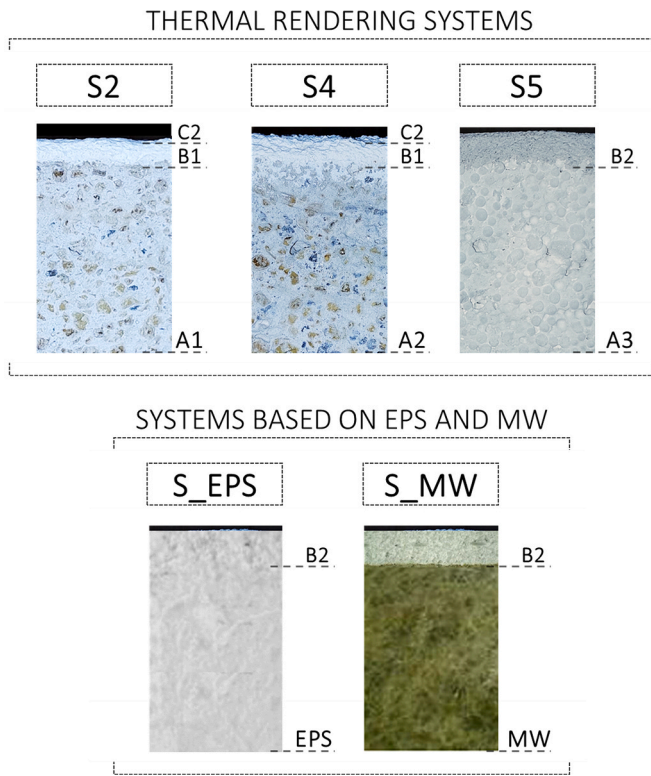 THERMAL RENDERING SYSTEMS
S2
S4
S5
C2
B1
A1
C2
B1
A2
B2
A3
SYSTEMS BASED ON EPS AND MW
S_EPS
S_MW
B2
EPS
B2
MW